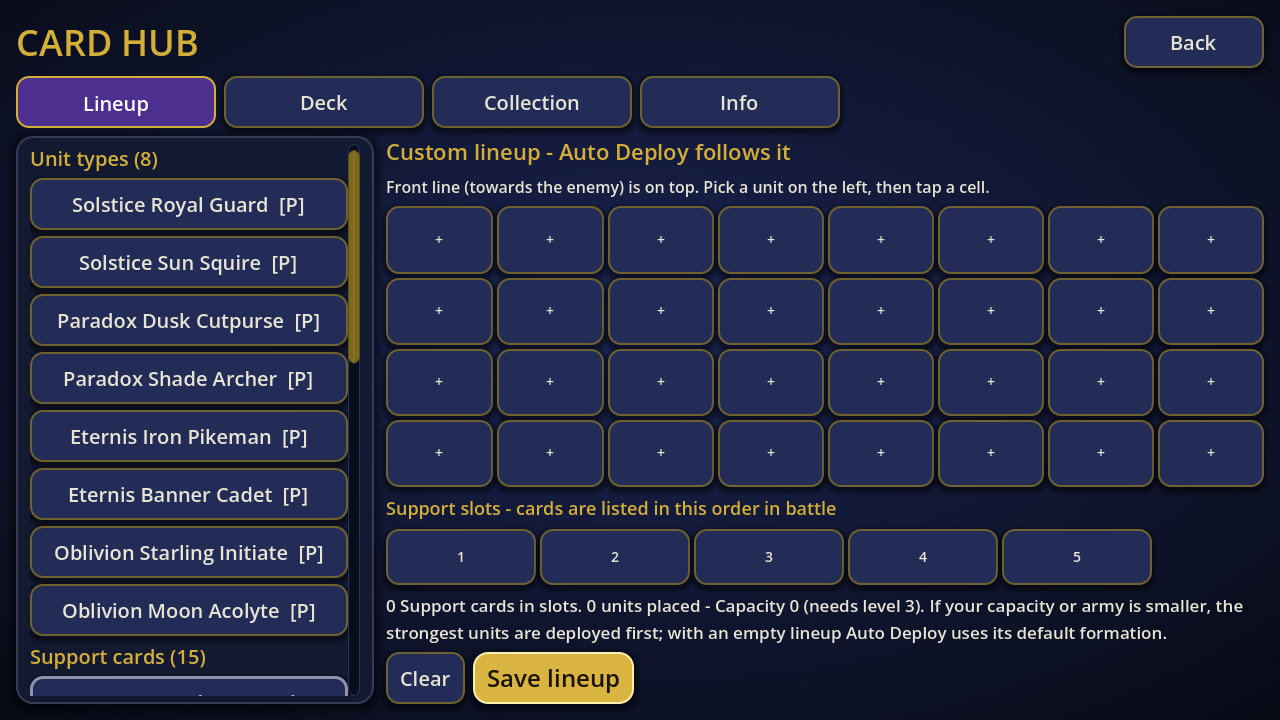 CARD HUB
Back
Lineup
Deck
Collection
Info
Unit types (8)
Solstice Royal Guard [P]
Solstice Sun Squire [P]
Paradox Dusk Cutpurse [P]
Paradox Shade Archer [P]
Eternis Iron Pikeman [P]
Eternis Banner Cadet [P]
Oblivion Starling Initiate [P]
Oblivion Moon Acolyte [P]
Support cards (15)
Custom lineup - Auto Deploy follows it
Front line (towards the enemy) is on top. Pick a unit on the left, then tap a cell.
+ + + + + + + +
+ + + + + + + +
+ + + + + + + +
+ + + + + + + +
Support slots - cards are listed in this order in battle
1 2 3 4 5
0 Support cards in slots. 0 units placed - Capacity 0 (needs level 3). If your capacity or army is smaller, the
strongest units are deployed first; with an empty lineup Auto Deploy uses its default formation.
Clear
Save lineup